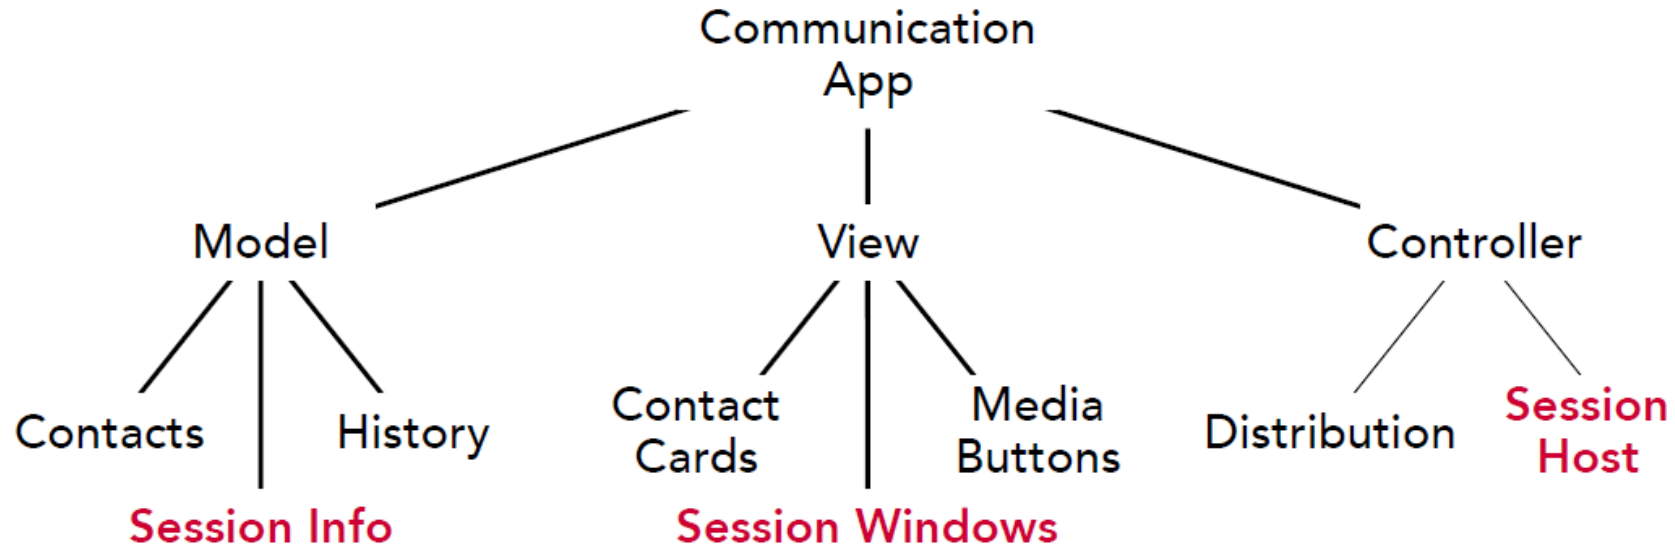 Communication
App
Model
View
Controller
Contacts
History
Contact
Cards
Media
Buttons
Distribution
Session
Host
Session Info
Session Windows